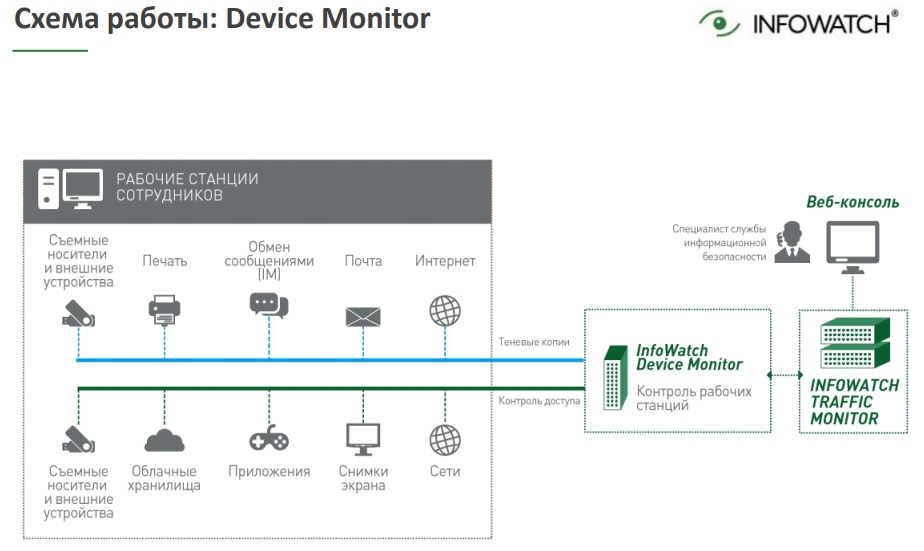 Схема работы: Device Monitor
INFOWATCH®
РАБОЧИЕ СТАНЦИИ
СОТРУДНИКОВ
Съемные
носители
и внешние
устройства
Печать
Обмен
сообщениями
(IM)
Почта
Интернет
Теневые копии
Контроль доступа
Съемные
носители
и внешние
устройства
Облачные
хранилища
Приложения
Снимки
экрана
Сети
InfoWatch
Device Monitor
Контроль рабочих
станций
Веб-консоль
Специалист службы
информационной
безопасности
INFOWATCH
TRAFFIC
MONITOR